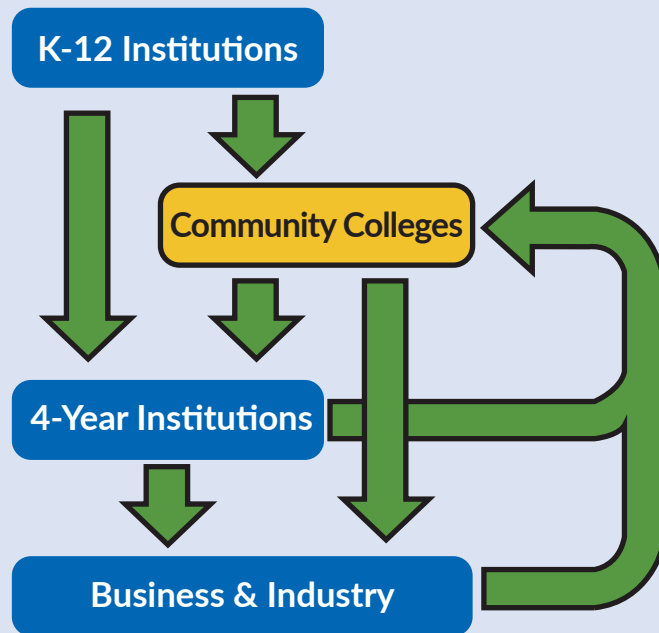 K-12 Institutions
Community Colleges
4-Year Institutions
Business & Industry